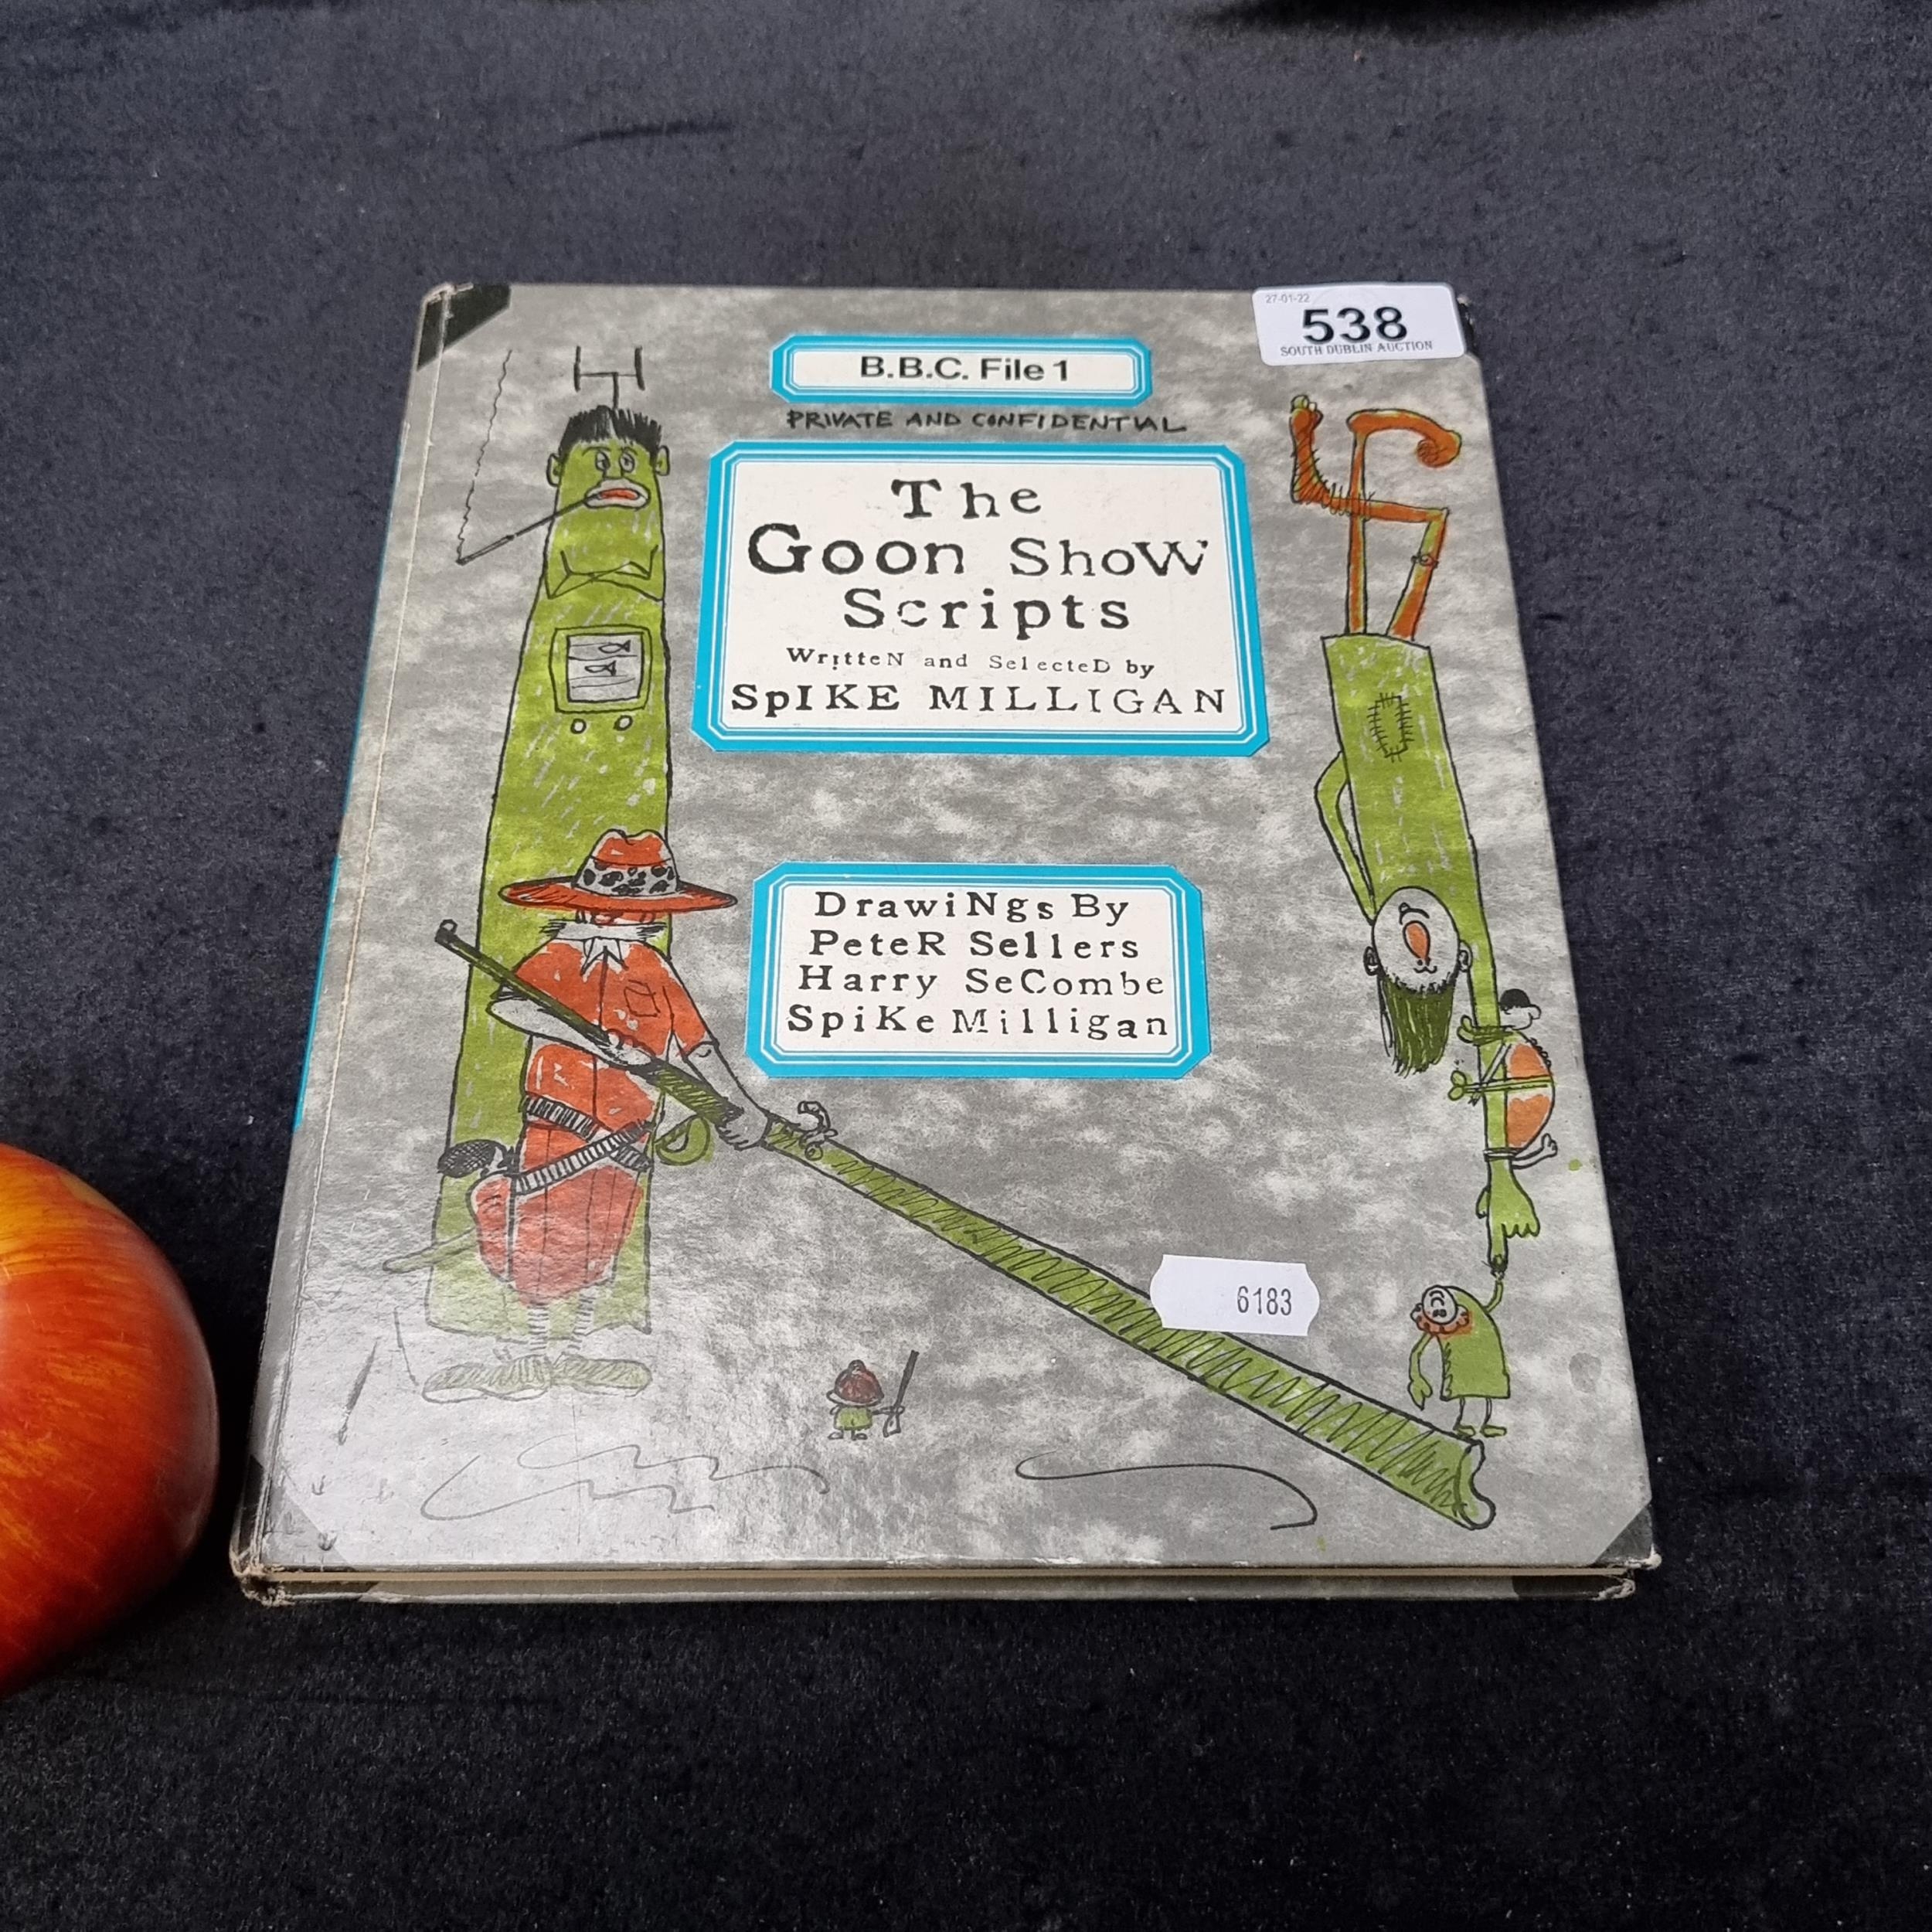 27-01-22
538
SOUTH DUBLIN AUCTION
B.B.C. File 1
PRIVATE AND CONFIDENTIAL
The
Goon ShoW
Scripts
WritteN and SelecteD by
SpIKE MILLIGAN
DrawiNgs By
PeteR Sellers
Harry SeCombe
SpiKe Milligan
6183